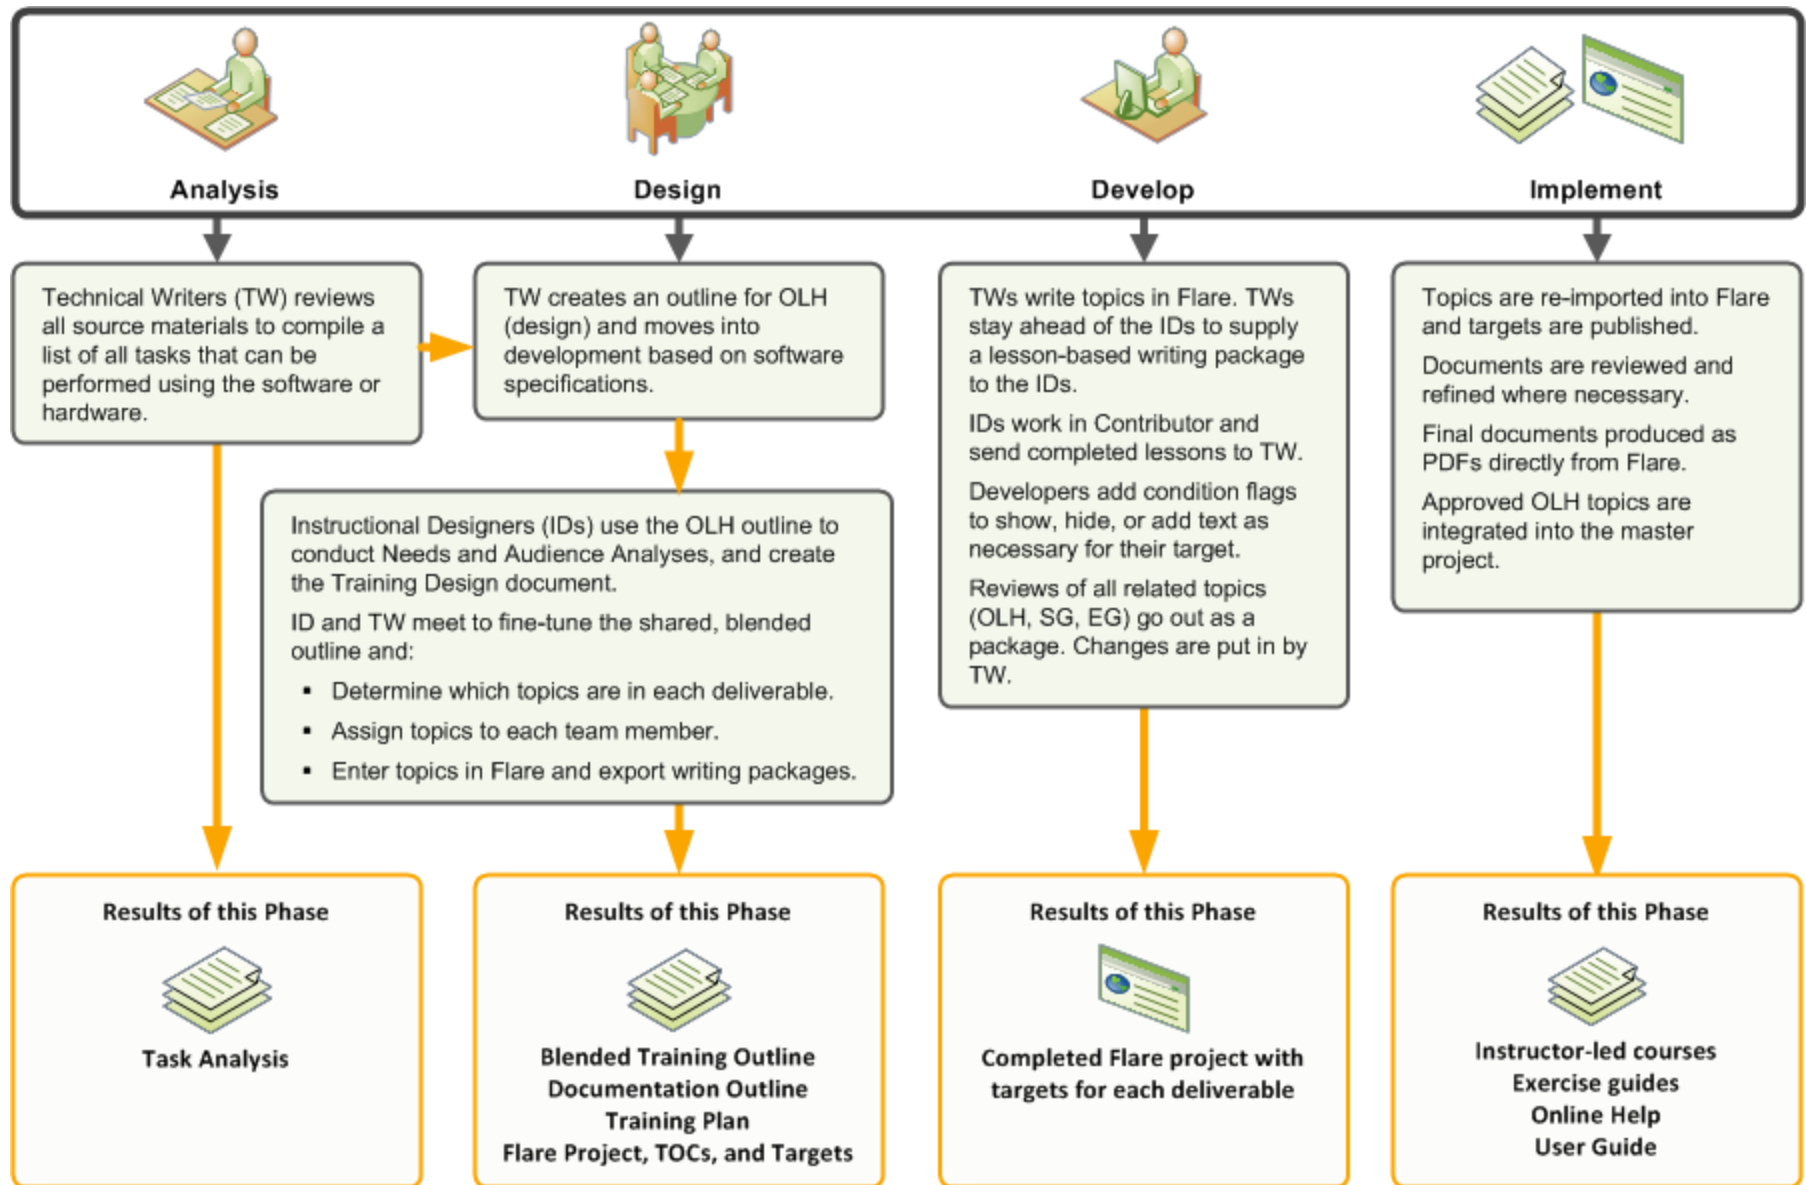 Analysis
Design
Develop
Implement
Technical Writers (TW) reviews
all source materials to compile a
list of all tasks that can be
performed using the software or
hardware.
TW creates an outline for OLH
(design) and moves into
development based on software
specifications.
Instructional Designers (IDs) use the OLH outline to
conduct Needs and Audience Analyses, and create
the Training Design document.
ID and TW meet to fine-tune the shared, blended
outline and:
▪ Determine which topics are in each deliverable.
▪ Assign topics to each team member.
▪ Enter topics in Flare and export writing packages.
TWs write topics in Flare. TWs
stay ahead of the IDs to supply
a lesson-based writing package
to the IDs.
IDs work in Contributor and
send completed lessons to TW.
Developers add condition flags
to show, hide, or add text as
necessary for their target.
Reviews of all related topics
(OLH, SG, EG) go out as a
package. Changes are put in by
TW.
Topics are re-imported into Flare
and targets are published.
Documents are reviewed and
refined where necessary.
Final documents produced as
PDFs directly from Flare.
Approved OLH topics are
integrated into the master
project.
Results of this Phase
Task Analysis
Results of this Phase
Blended Training Outline
Documentation Outline
Training Plan
Flare Project, TOCs, and Targets
Results of this Phase
Completed Flare project with
targets for each deliverable
Results of this Phase
Instructor-led courses
Exercise guides
Online Help
User Guide